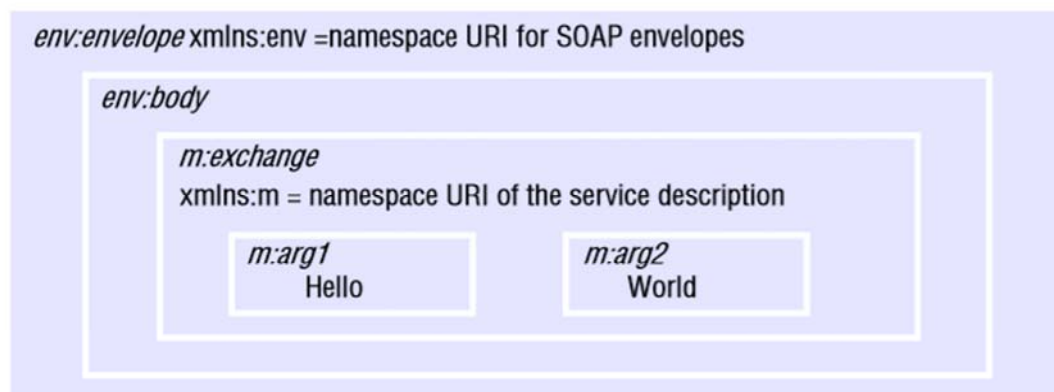 env:envelope xmlns:env =namespace URI for SOAP envelopes
env:body
m:exchange
xmlns:m = namespace URI of the service description
m:arg1
Hello
m:arg2
World